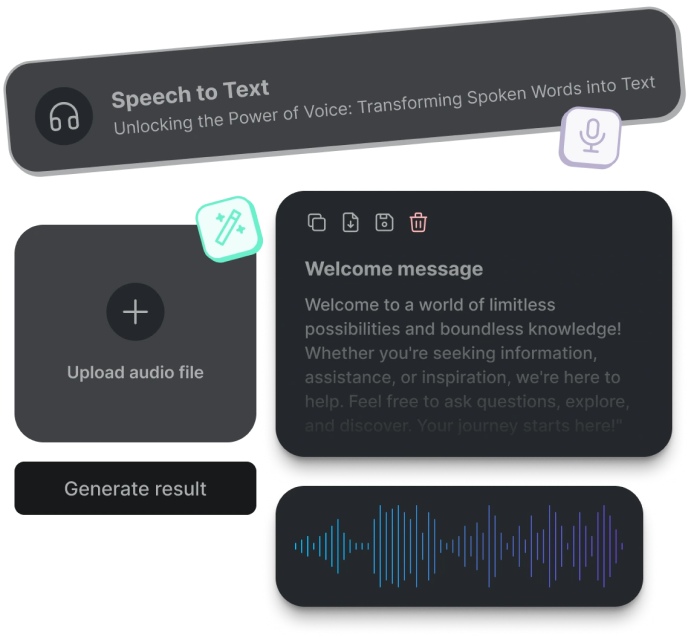 Speech to Text
Unlocking the Power of Voice: Transforming Spoken Words into Text
Upload audio file
Generate result
Welcome message
Welcome to a world of limitless
possibilities and boundless knowledge!
Whether you're seeking information,
assistance, or inspiration, we're here to
help. Feel free to ask questions, explore,
and discover. Your journey starts here!"